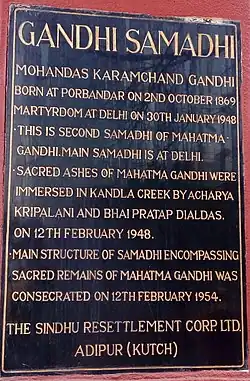 GANDHI SAMADHI
MOHANDAS KARAMCHAND GANDHI
BORN AT PORBANDAR ON 2ND OCTOBER 1869
MARTYRDOM AT DELHI ON 30TH JANUARY 1948
• THIS IS SECOND SAMADHI OF MAHATMA
GANDHI. MAIN SAMADHI IS AT DELHI.
• SACRED ASHES OF MAHATMA GANDHI WERE
IMMERSED IN KANDLA CREEK BY ACHARYA
KRIPALANI AND BHAI PRATAP DIALDAS.
ON 12TH FEBRUARY 1948.
• MAIN STRUCTURE OF SAMADHI ENCOMPASSING
SACRED REMAINS OF MAHATMA GANDHI WAS
CONSECRATED ON 12TH FEBRUARY 1954.
THE SINDHU RESETTLEMENT CORP LTD.
ADIPUR (KUTCH)